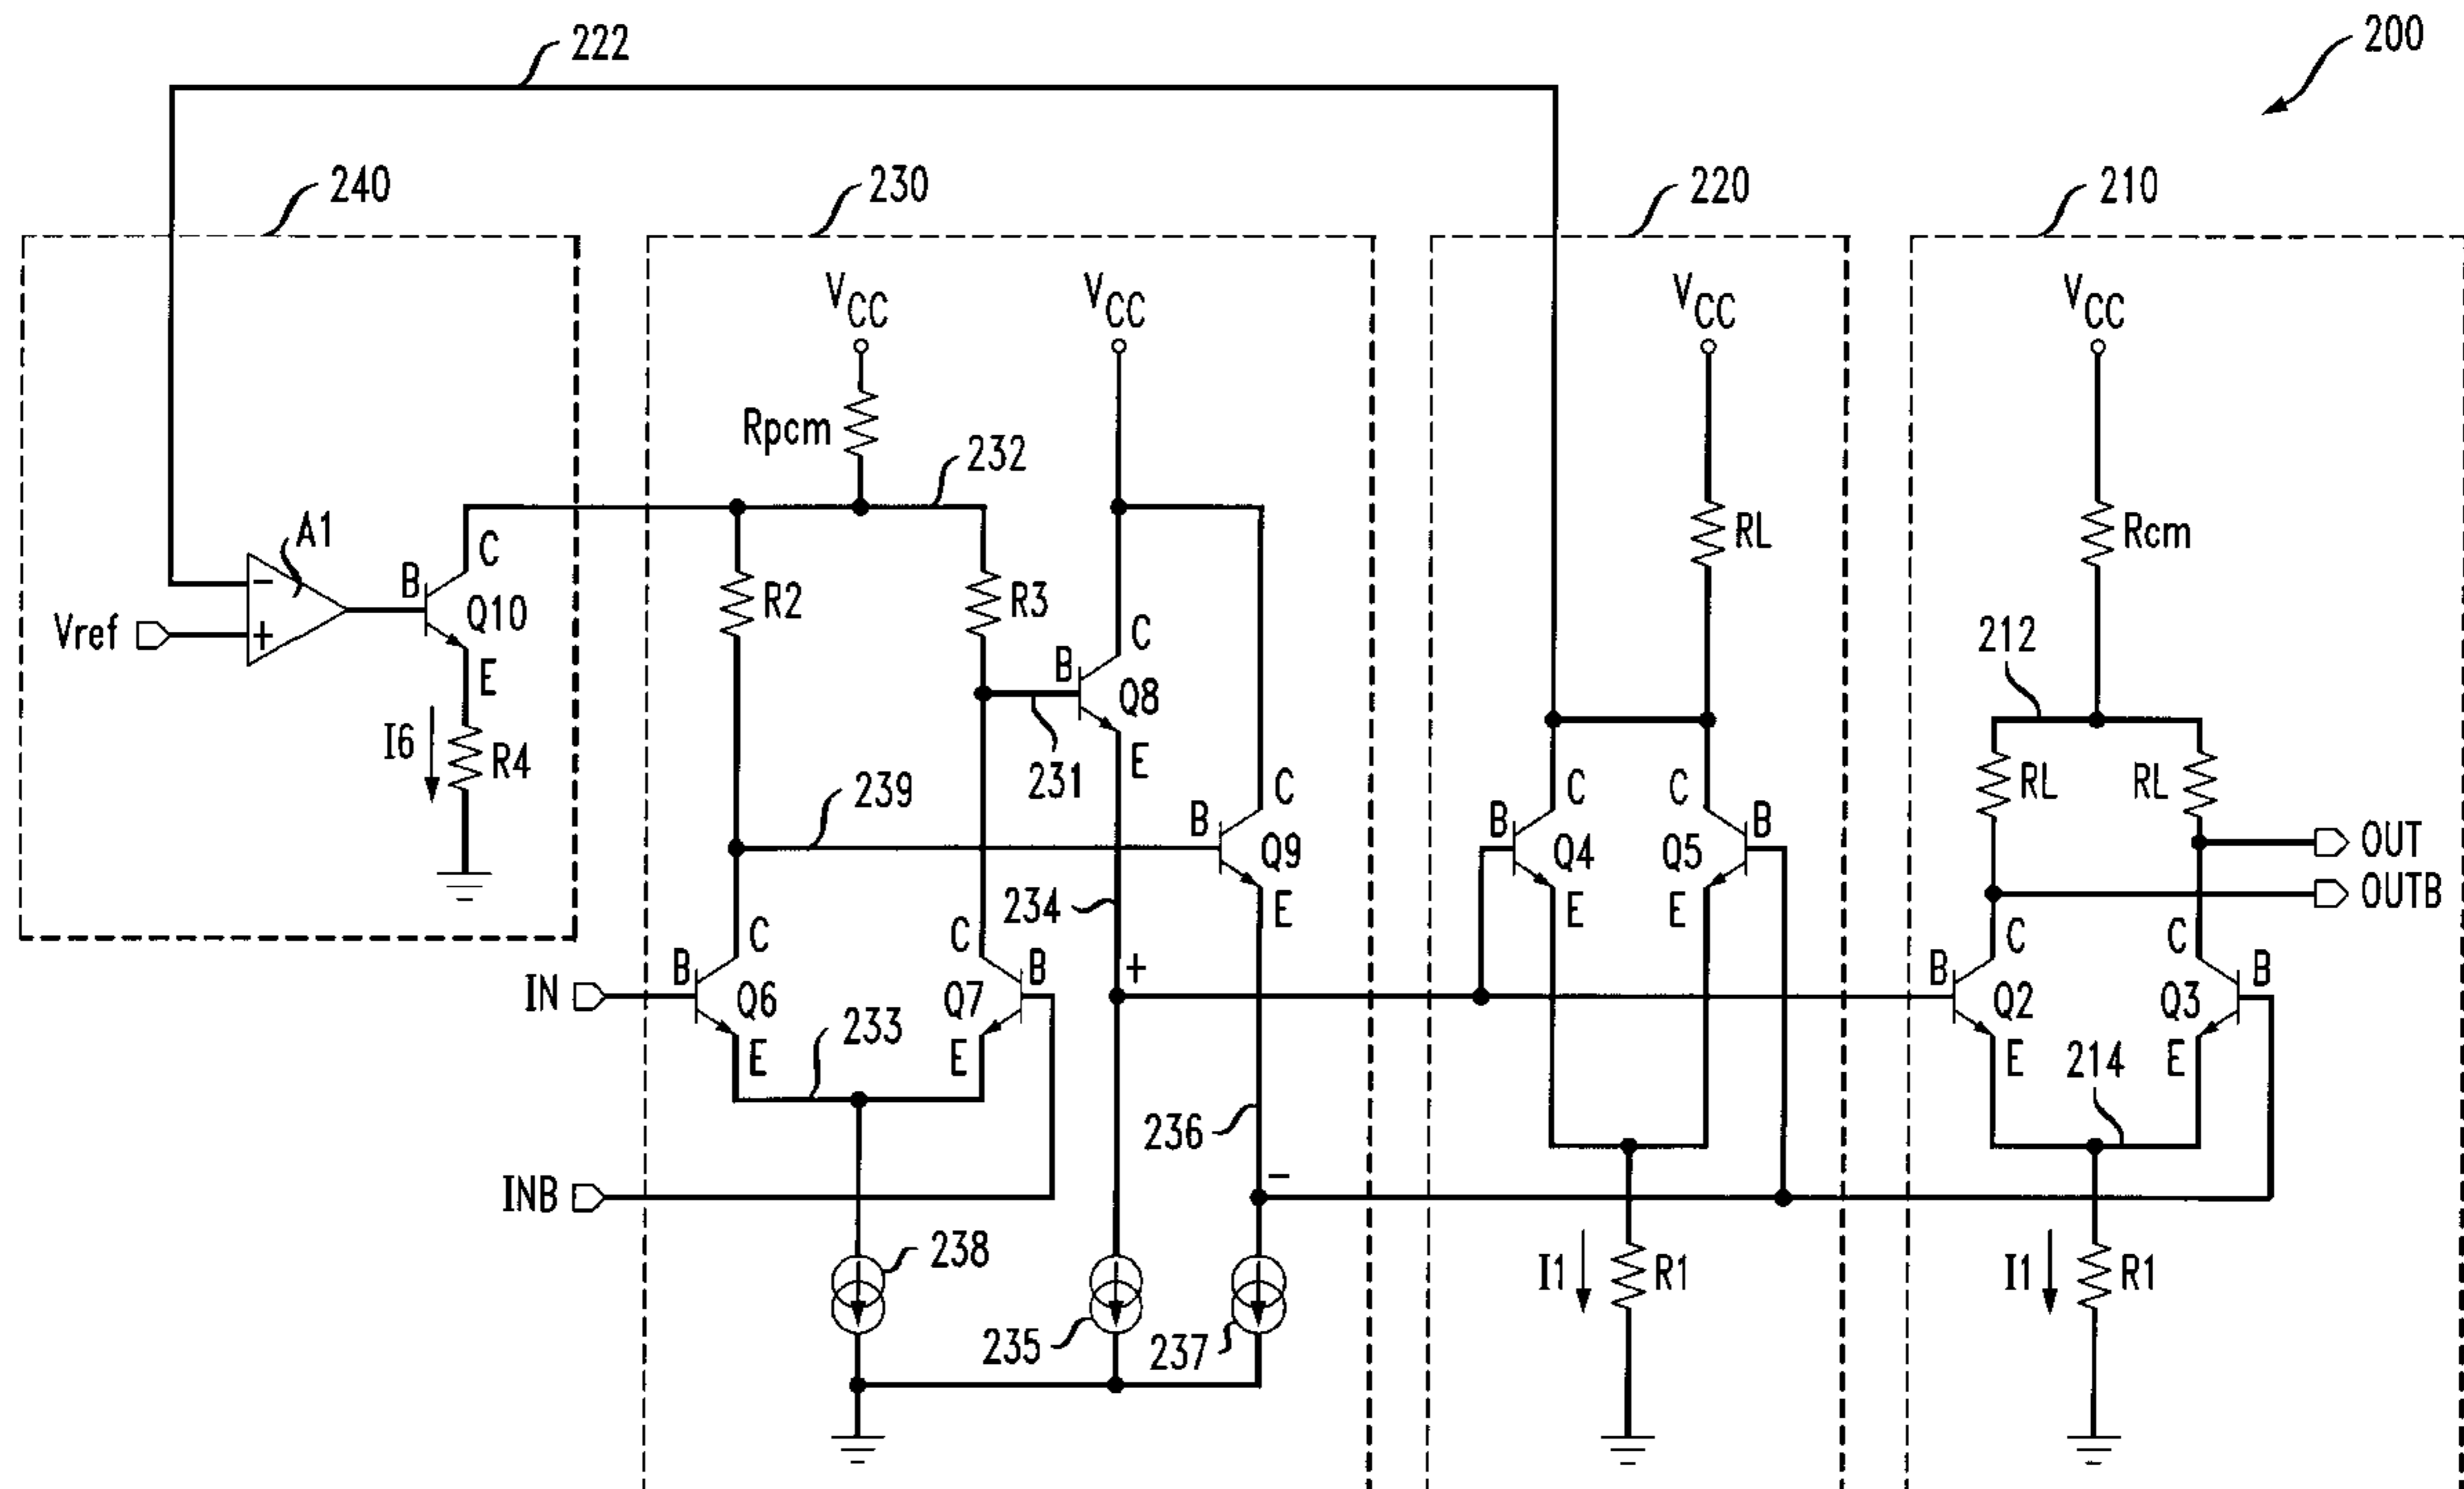 222
200
240
230
220
210
VCC
VCC
VCC
VCC
Rpcm
232
A1
C
B
Q10
Vref
-
+
E
I6
R4
R2
R3
RL
Rcm
C
B
Q8
E
231
212
RL
RL
239
C
B
Q9
E
234
C
B
Q4
E
C
B
Q5
E
OUT
OUTB
IN
B
C
Q6
E
C
B
Q7
E
233
+
B
C
Q2
E
C
B
Q3
E
214
236
-
INB
238
235
237
I1
R1
I1
R1